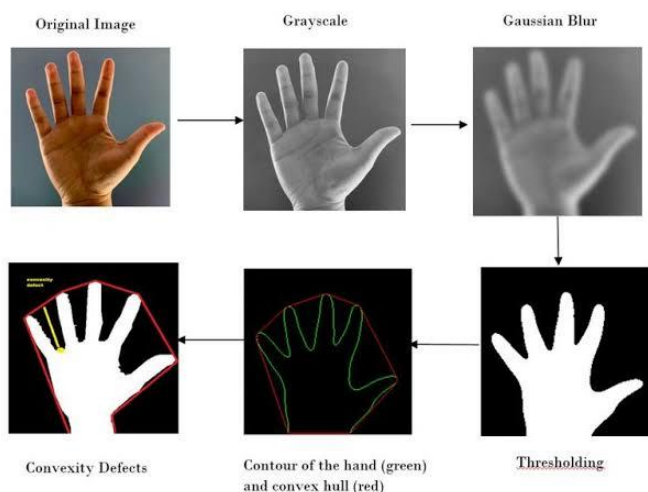 Original Image
Grayscale
Gaussian Blur
convexity
defect
Convexity Defects
Contour of the hand (green)
and convex hull (red)
Thresholding